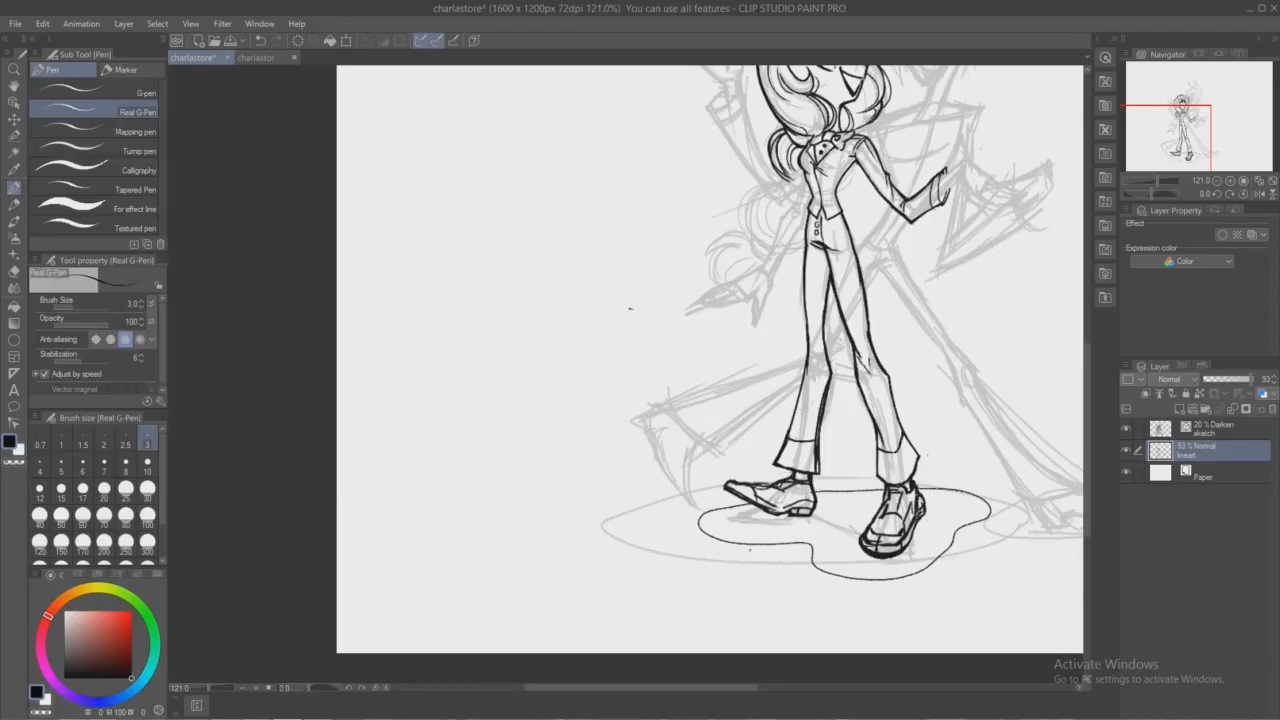 charlastore* (1600 x 1200px 72dpi 121.0%) You can use all features - CLIP STUDIO PAINT PRO
File Edit Animation Layer Select View Filter Window Help
Sub Tool [Pen]
Pen Marker
G-pen
Real G-Pen
Mapping pen
Turnip pen
Calligraphy
Tapered Pen
For effect line
Textured pen
Tool property [Real G-Pen]
Real G-Pen
Brush Size 3.0
Opacity 100
Anti-aliasing
Stabilization 6
Adjust by speed
Vector magnet
Brush size [Real G-Pen]
0.7 1 1.5 2 2.5 3
4 5 6 7 8 10
12 15 17 20 25 30
40 50 60 70 80 100
120 150 170 200 250 300
0 100 0
charlastore* charlastor
121.0 0.0
Navigator
121.0
0.0
Layer Property
Effect
Expression color
Color
Layer
Normal 93
20 % Darken
sketch
93 % Normal
lineart
Paper
Activate Windows
Go to PC settings to activate Windows.